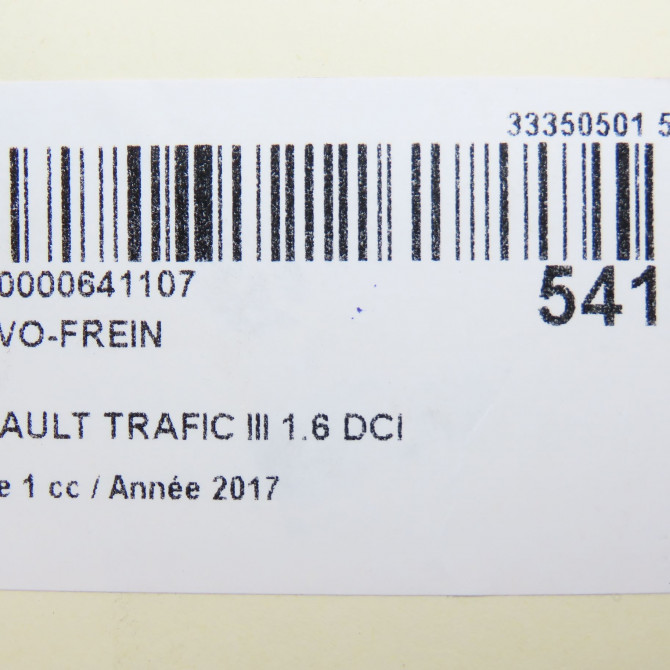 33350501 5
0000641107
541
VO-FREIN
AULT TRAFIC III 1.6 DCI
e 1 cc / Année 2017